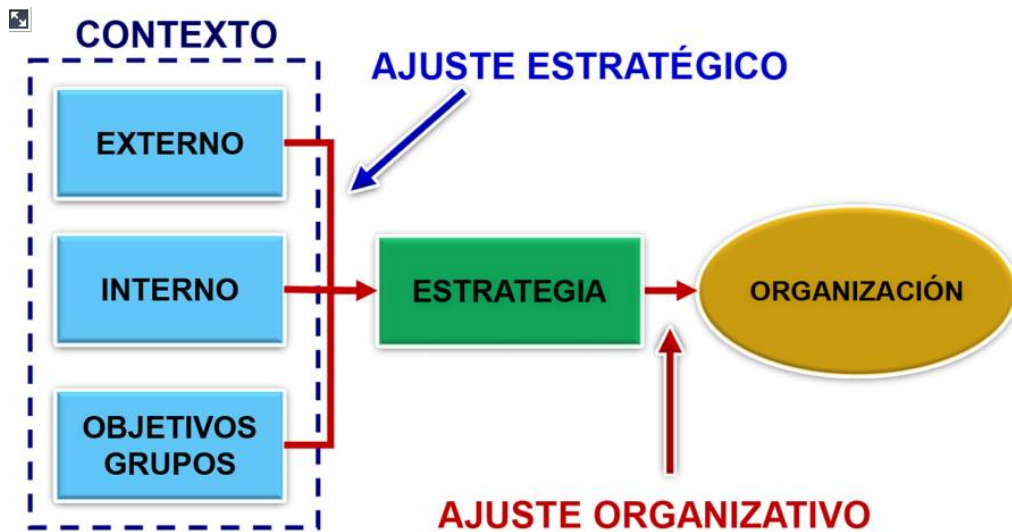 CONTEXTO
AJUSTE ESTRATÉGICO
EXTERNO
INTERNO
ESTRATEGIA
ORGANIZACIÓN
OBJETIVOS
GRUPOS
AJUSTE ORGANIZATIVO